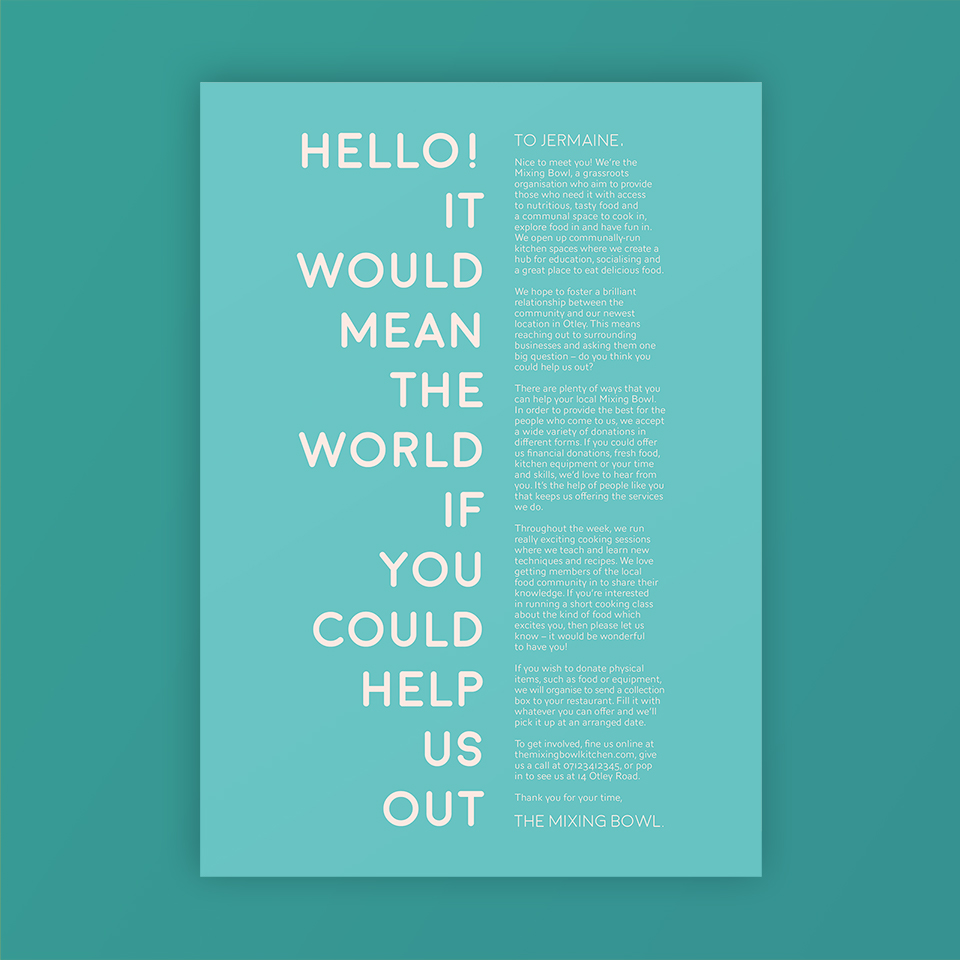 HELLO!
IT
WOULD
MEAN
THE
WORLD
IF
YOU
COULD
HELP
US
OUT
TO JERMAINE,
Nice to meet you! We're the
Mixing Bowl, a grassroots
organisation who aim to provide
those who need it with access
to nutritious, tasty food and
a communal space to cook in,
explore food in and have fun in.
We open up communally-run
kitchen spaces where we create a
hub for education, socialising and
a great place to eat delicious food.
We hope to foster a brilliant
relationship between the
community and our newest
location in Otley. This means
reaching out to surrounding
businesses and asking them one
big question – do you think you
could help us out?
There are plenty of ways that you
can help your local Mixing Bowl.
In order to provide the best for the
people who come to us, we accept
a wide variety of donations in
different forms. If you could offer
us financial donations, fresh food,
kitchen equipment or your time
and skills, we'd love to hear from
you. It's the help of people like you
that keeps us offering the services
we do.
Throughout the week, we run
really exciting cooking sessions
where we teach and learn new
techniques and recipes. We love
getting members of the local
food community in to share their
knowledge. If you're interested
in running a short cooking class
about the kind of food which
excites you, then please let us
know – it would be wonderful
to have you!
If you wish to donate physical
items, such as food or equipment,
we will organise to send a collection
box to your restaurant. Fill it with
whatever you can offer and we'll
pick it up at an arranged date.
To get involved, fine us online at
themixingbowlkitchen.com, give
us a call at 07123412345, or pop
in to see us at 14 Otley Road.
Thank you for your time,
THE MIXING BOWL.